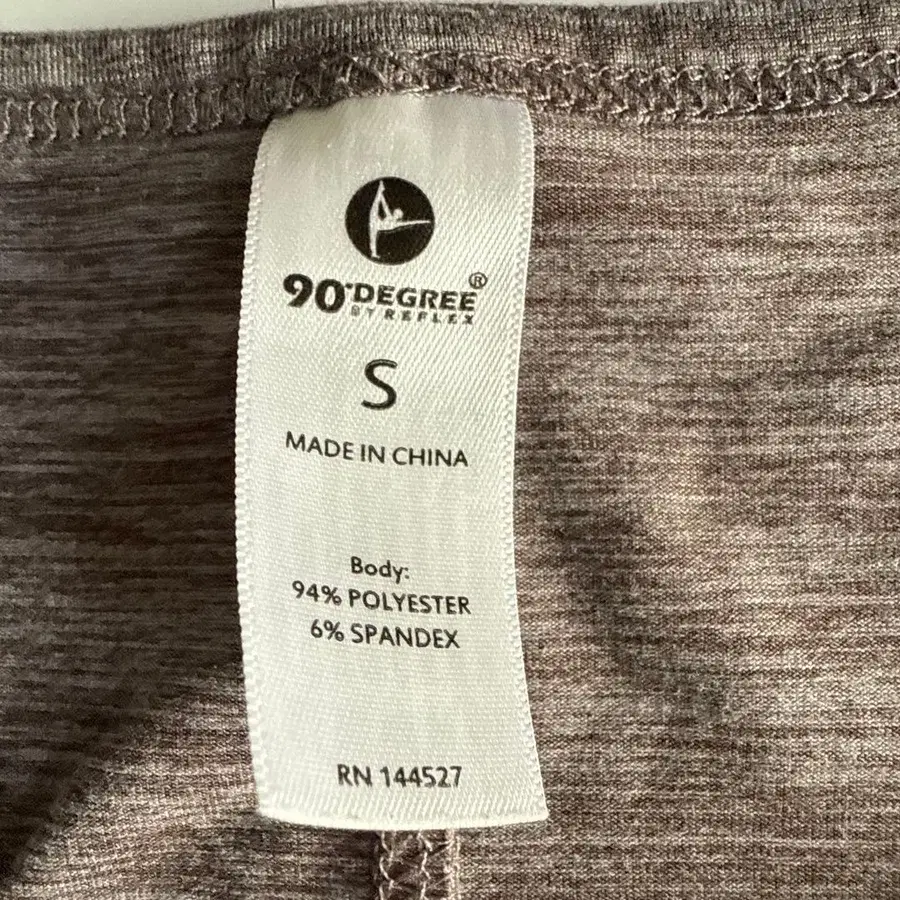 90°DEGREE®
BY REFLEX
S
MADE IN CHINA
Body:
94% POLYESTER
6% SPANDEX
RN 144527